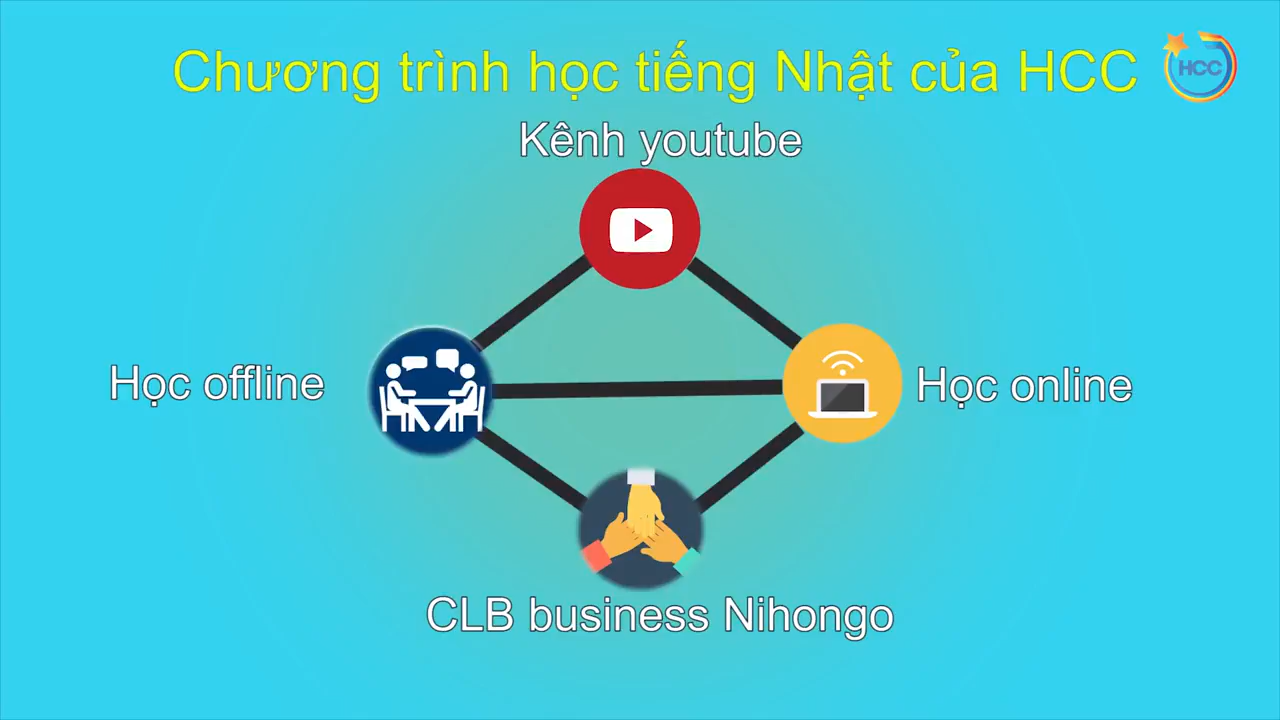 Chương trình học tiếng Nhật của HCC
HCC
Kênh youtube
Học offline
Học online
CLB business Nihongo